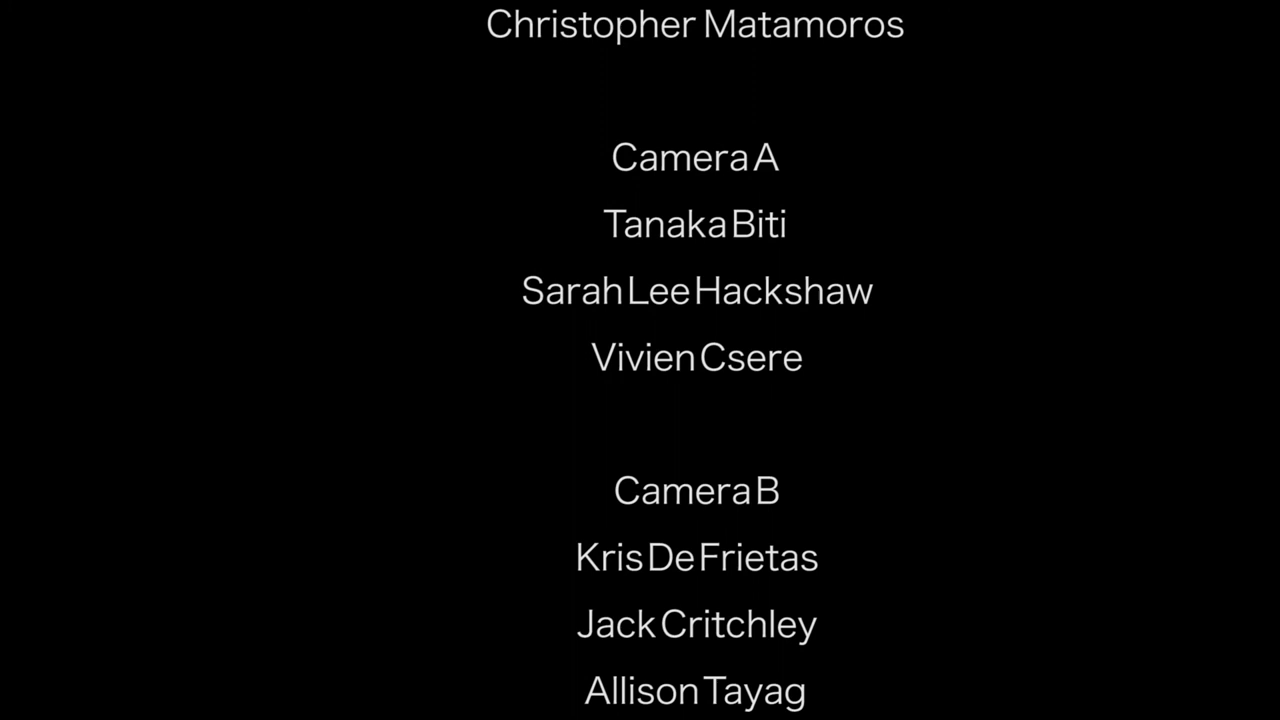 Christopher Matamoros
Camera A
Tanaka Biti
Sarah Lee Hackshaw
Vivien Csere
Camera B
Kris De Frietas
Jack Critchley
Allison Tayag